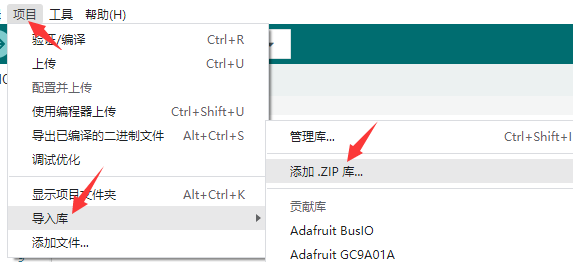 项目 工具 帮助(H)
验证/编译 Ctrl+R
上传 Ctrl+U
配置并上传
使用编程器上传 Ctrl+Shift+U
导出已编译的二进制文件 Alt+Ctrl+S
调试优化
显示项目文件夹 Alt+Ctrl+K
导入库
添加文件...
管理库... Ctrl+Shift+I
添加 .ZIP 库...
贡献库
Adafruit BusIO
Adafruit GC9A01A